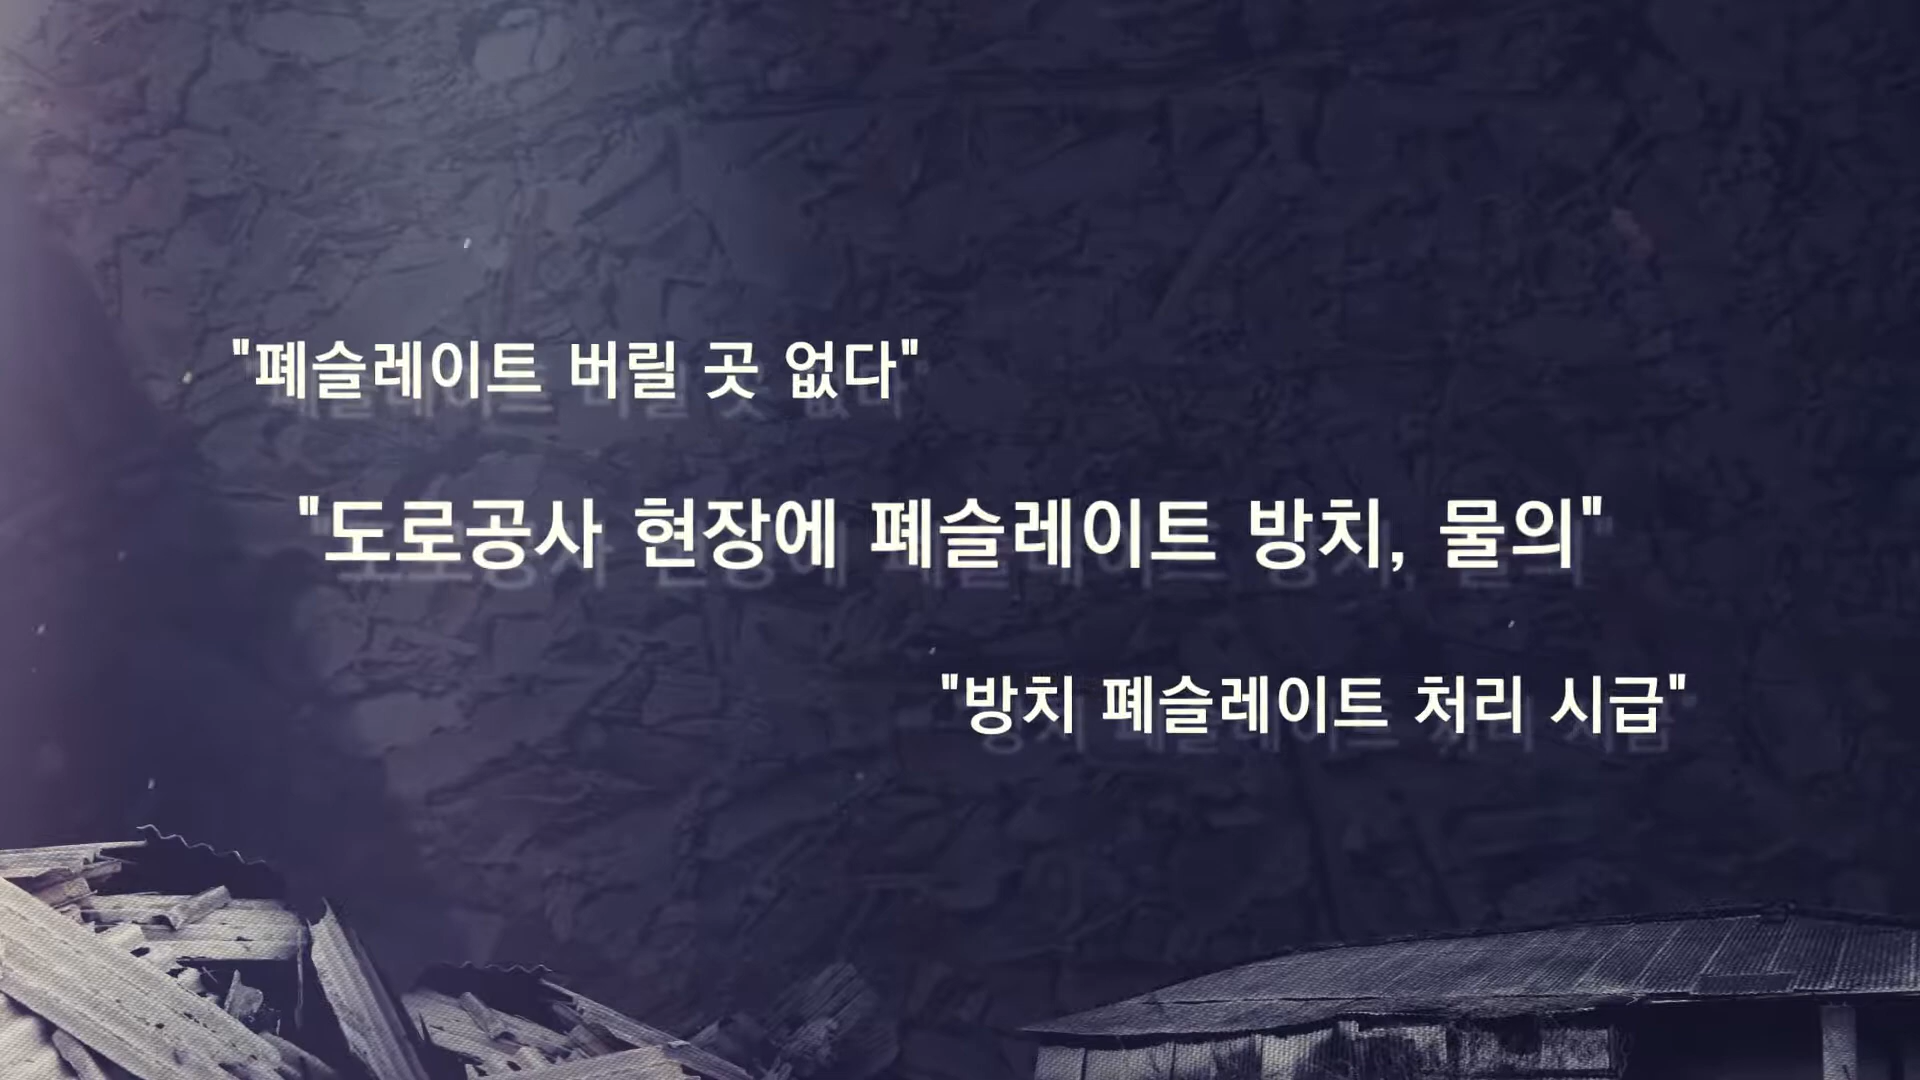 "폐슬레이트 버릴 곳 없다"
"도로공사 현장에 폐슬레이트 방치, 물의"
"방치 폐슬레이트 처리 시급"